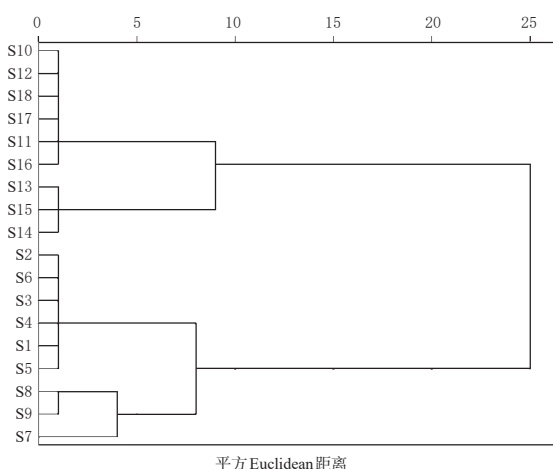 0 5 10 15 20 25
S10
S12
S18
S17
S11
S16
S13
S15
S14
S2
S6
S3
S4
S1
S5
S8
S9
S7
平方Euclidean距离